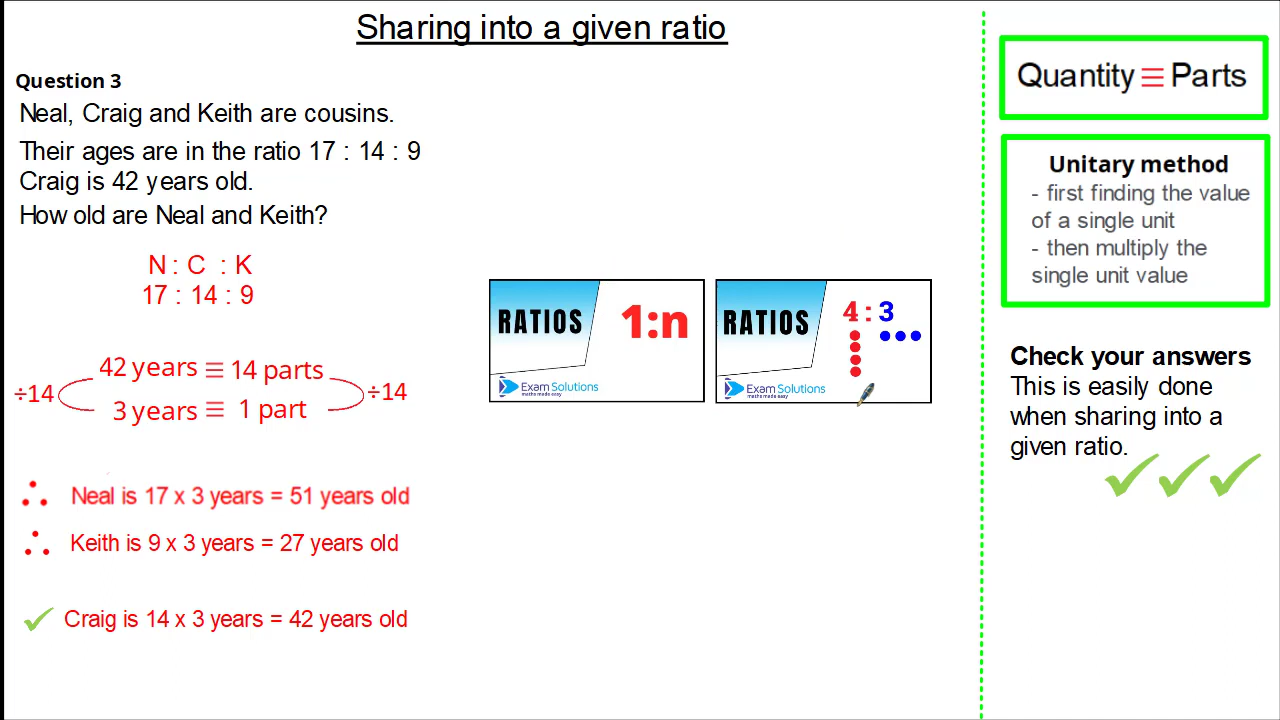 Sharing into a given ratio
Question 3
Neal, Craig and Keith are cousins.
Their ages are in the ratio 17 : 14 : 9
Craig is 42 years old.
How old are Neal and Keith?
N : C : K
17 : 14 : 9
42 years ≡ 14 parts
÷14 ÷14
3 years ≡ 1 part
∴ Neal is 17 x 3 years = 51 years old
∴ Keith is 9 x 3 years = 27 years old
✓ Craig is 14 x 3 years = 42 years old
RATIOS 1:n
ExamSolutions
maths made easy
RATIOS 4 : 3
ExamSolutions
maths made easy
Quantity ≡ Parts
Unitary method
- first finding the value
of a single unit
- then multiply the
single unit value
Check your answers
This is easily done
when sharing into a
given ratio.